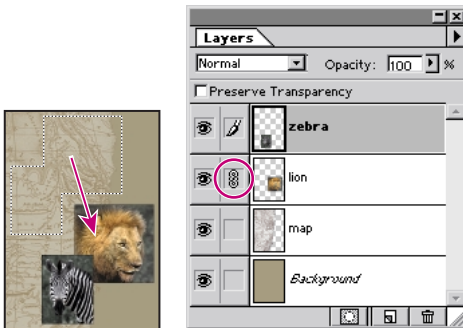 Layers
Normal Opacity: 100 %
Preserve Transparency
zebra
lion
map
Background